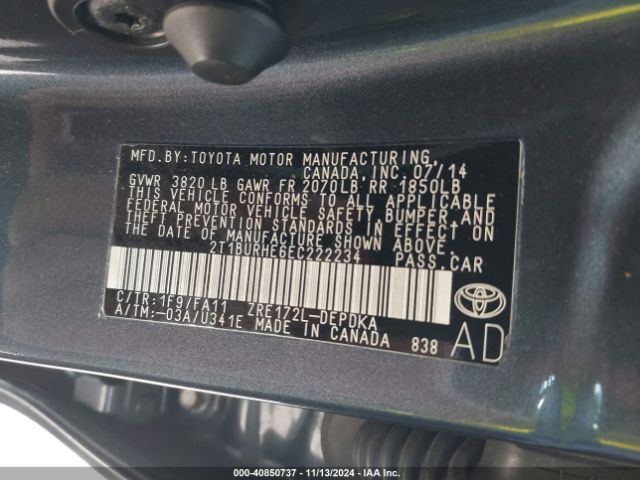 MFD.BY:TOYOTA MOTOR MANUFACTURING,
CANADA,INC.07/14
GVWR 3820 LB GAWR FR 2070LB RR 1850LB
THIS VEHICLE CONFORMS TO ALL APPLICABLE
FEDERAL MOTOR VEHICLE SAFETY,BUMPER,AND
THEFT PREVENTION STANDARDS IN EFFECT ON
THE DATE OF MANUFACTURE SHOWN ABOVE.
2T1BURHE6EC222234 PASS.CAR
C/TR:1F9/FA11 ZRE172L-DEPDKA
A/TM:-03A/U341E MADE IN CANADA 838
AD
000-40850737 - 11/13/2024 - IAA Inc.